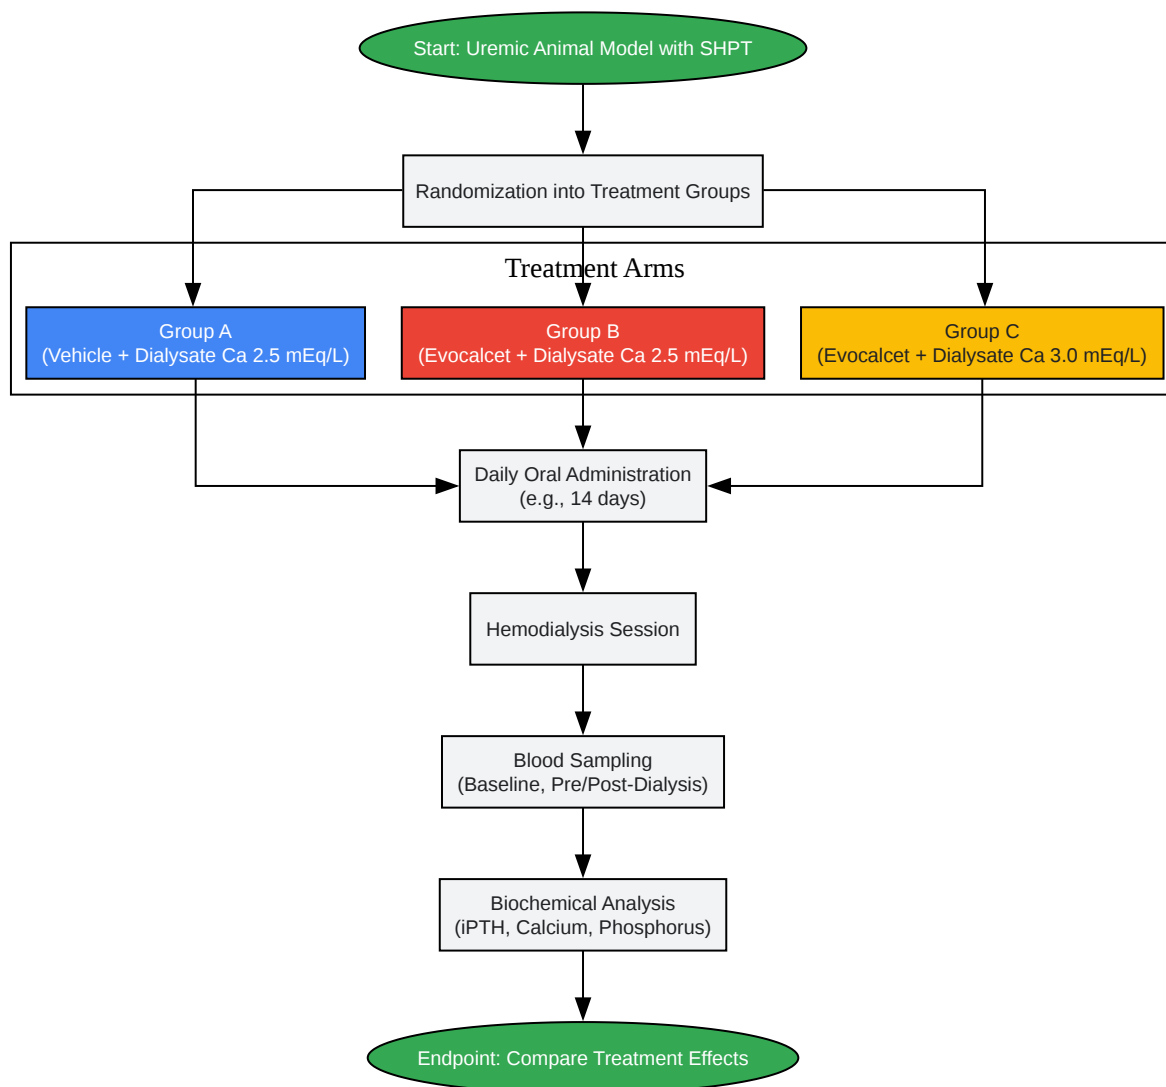 Start: Uremic Animal Model with SHPT
Randomization into Treatment Groups
Treatment Arms
Group A
(Vehicle + Dialysate Ca 2.5 mEq/L)
Group B
(Evocalcet + Dialysate Ca 2.5 mEq/L)
Group C
(Evocalcet + Dialysate Ca 3.0 mEq/L)
Daily Oral Administration
(e.g., 14 days)
Hemodialysis Session
Blood Sampling
(Baseline, Pre/Post-Dialysis)
Biochemical Analysis
(iPTH, Calcium, Phosphorus)
Endpoint: Compare Treatment Effects